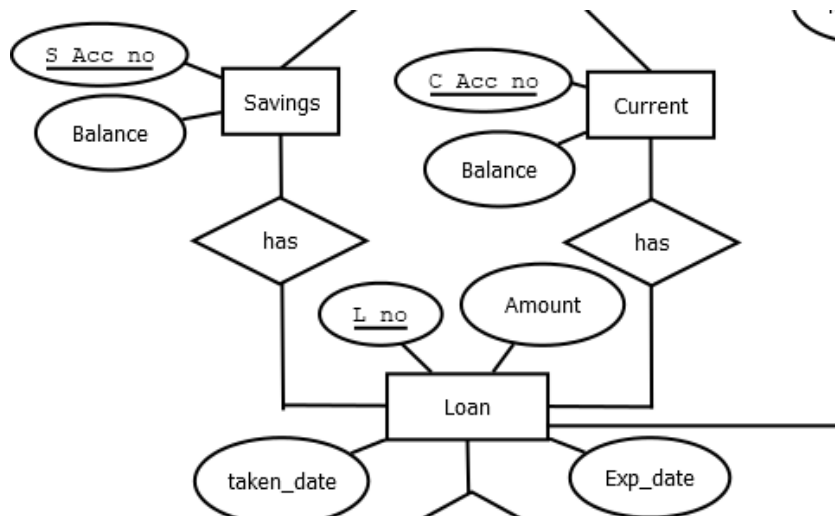 S Acc no
Savings
Balance
C Acc no
Current
Balance
has
has
L no
Amount
Loan
taken_date
Exp_date